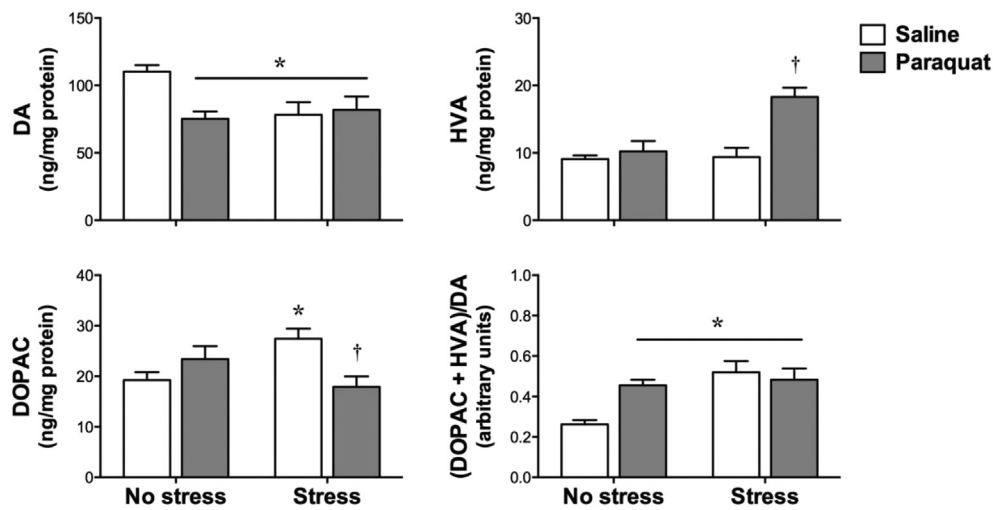 150
100
50
0
DA
(ng/mg protein)
*
30
20
10
0
HVA
(ng/mg protein)
†
Saline
Paraquat
40
30
20
10
0
DOPAC
(ng/mg protein)
*
†
No stress
Stress
1.0
0.8
0.6
0.4
0.2
0.0
(DOPAC + HVA)/DA
(arbitrary units)
*
No stress
Stress